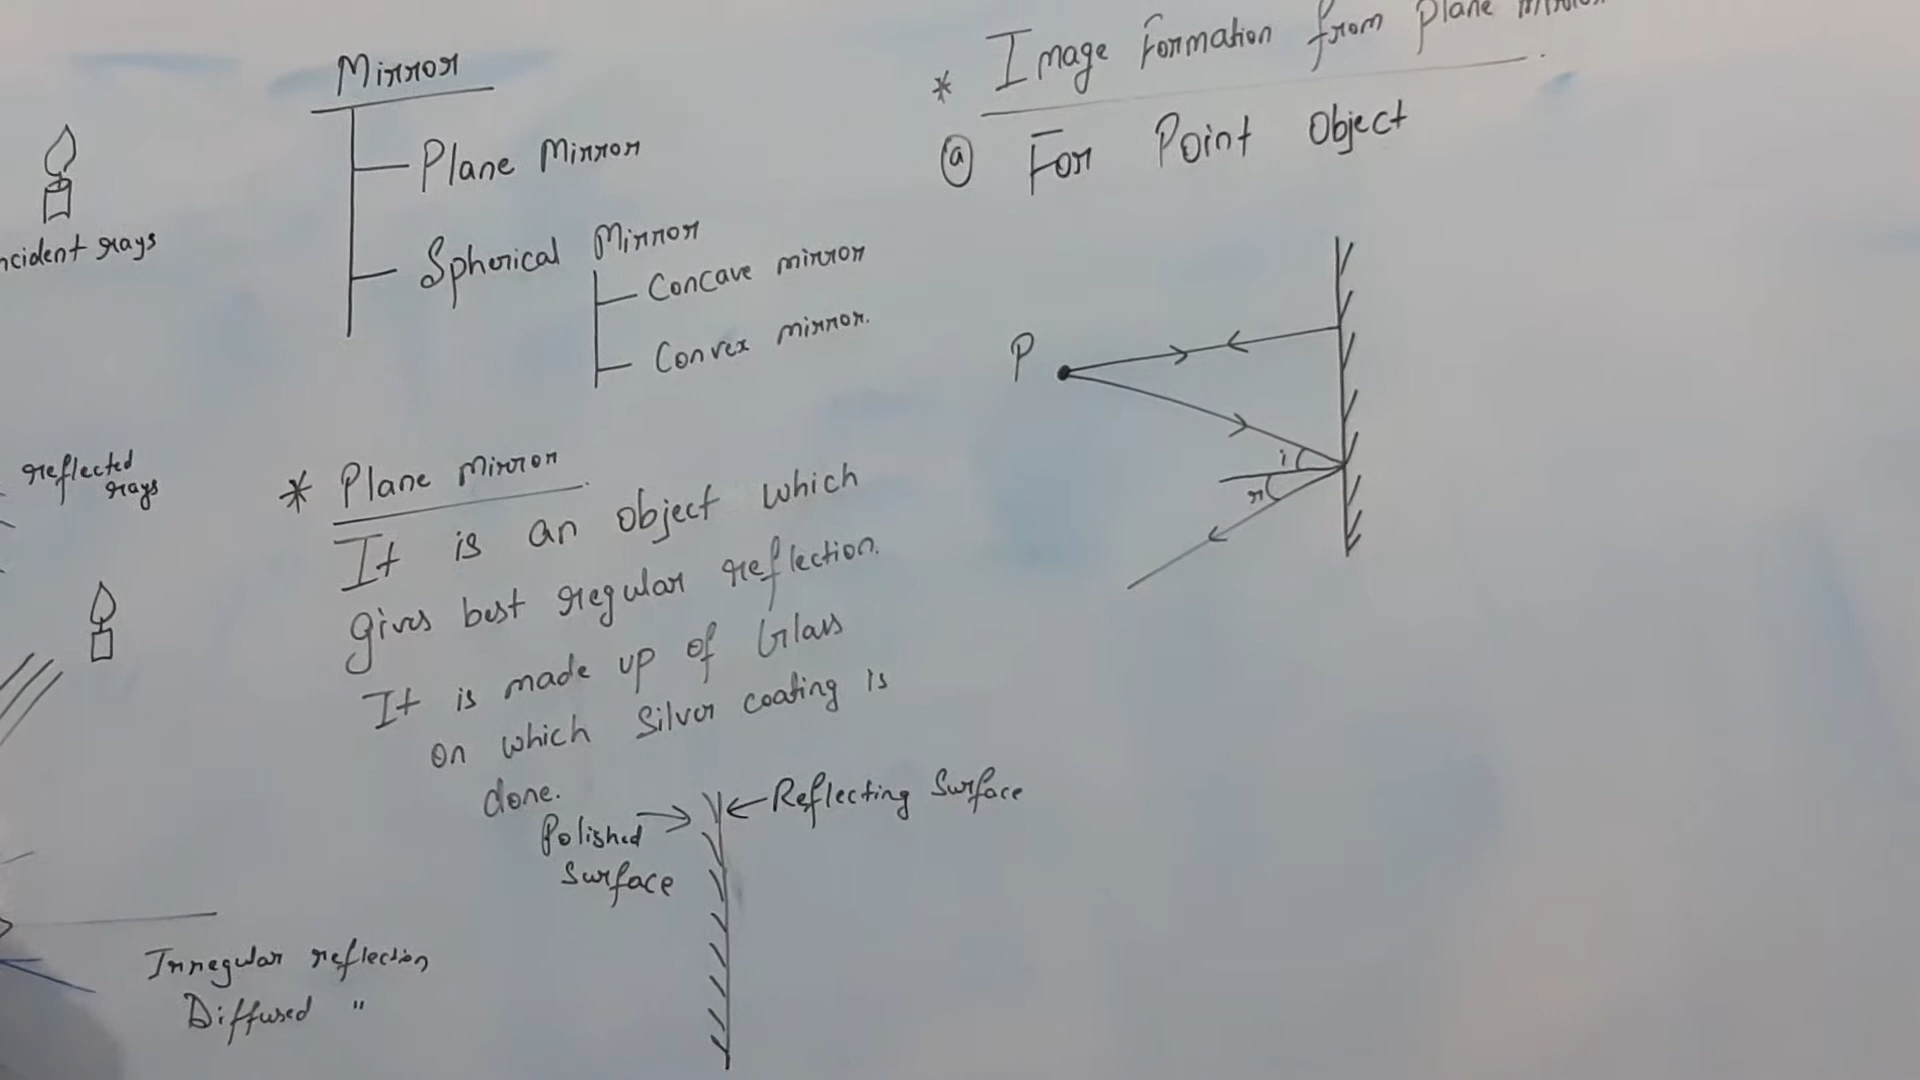 Mirror
Plane Mirror
Spherical Mirror
Concave mirror
Convex mirror.
rays
reflected
rays
* Plane Mirror
It is an object which
gives best regular reflection.
It is made up of Glass
on which Silver coating is
done.
Polished
Surface
Reflecting Surface
Irregular reflection
Diffused "
* Image Formation from Plane
(a) For Point Object
P
i
r